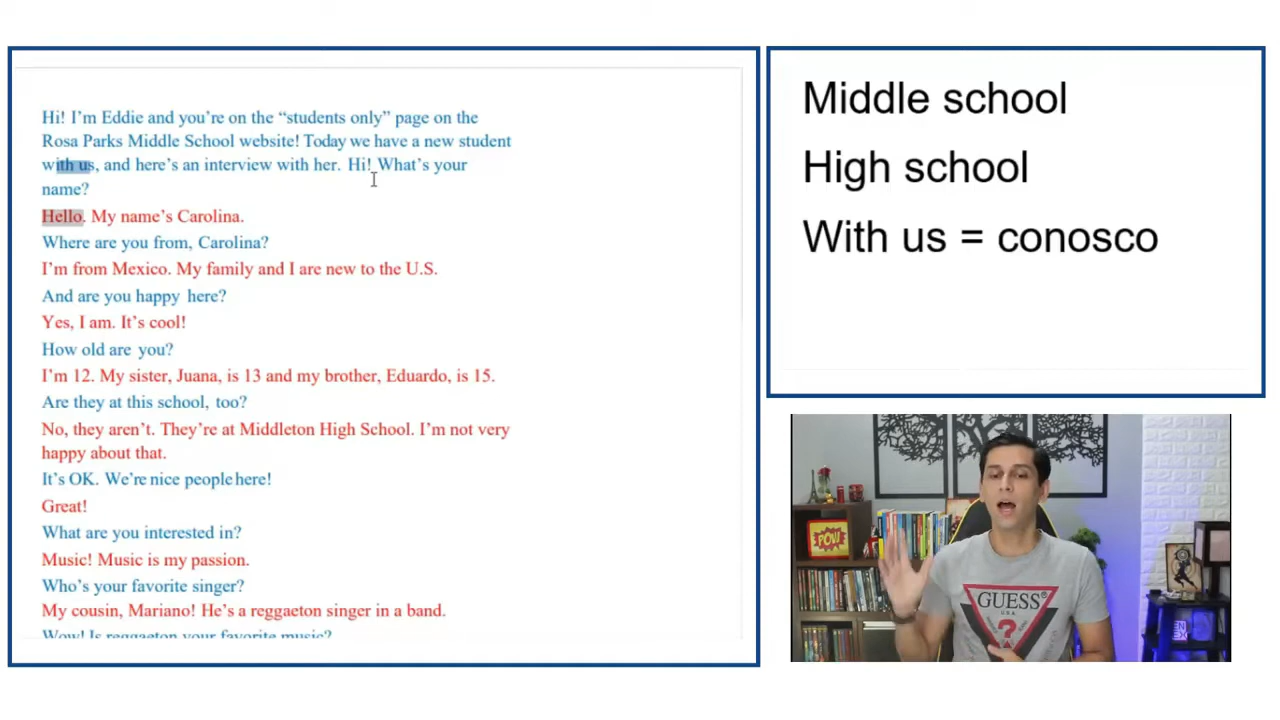 Hi! I'm Eddie and you're on the “students only” page on the
Rosa Parks Middle School website! Today we have a new student
with us, and here's an interview with her. Hi! What's your
name?
Hello. My name's Carolina.
Where are you from, Carolina?
I'm from Mexico. My family and I are new to the U.S.
And are you happy here?
Yes, I am. It's cool!
How old are you?
I'm 12. My sister, Juana, is 13 and my brother, Eduardo, is 15.
Are they at this school, too?
No, they aren't. They're at Middleton High School. I'm not very
happy about that.
It's OK. We're nice people here!
Great!
What are you interested in?
Music! Music is my passion.
Who's your favorite singer?
My cousin, Mariano! He's a reggaeton singer in a band.
Wow! Is reggaeton your favorite music?
Middle school
High school
With us = conosco
POW
GUESS
U.S.A.
?